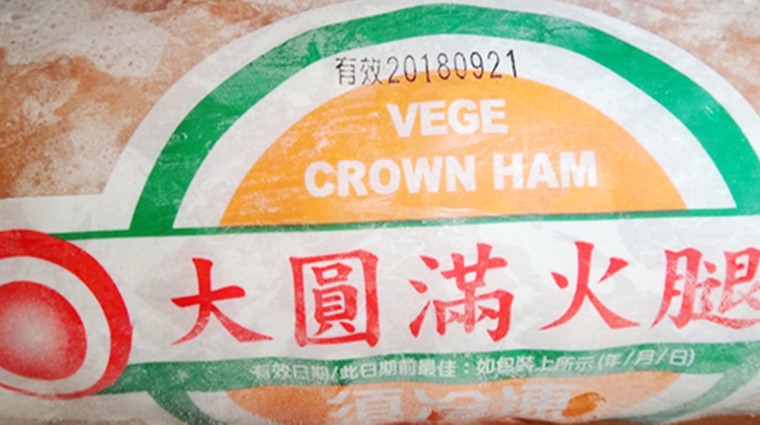 有效20180921
VEGE
CROWN HAM
大圓滿火腿
有效日期/此日期前最佳：如包裝上所示(年/月/日)
須冷凍